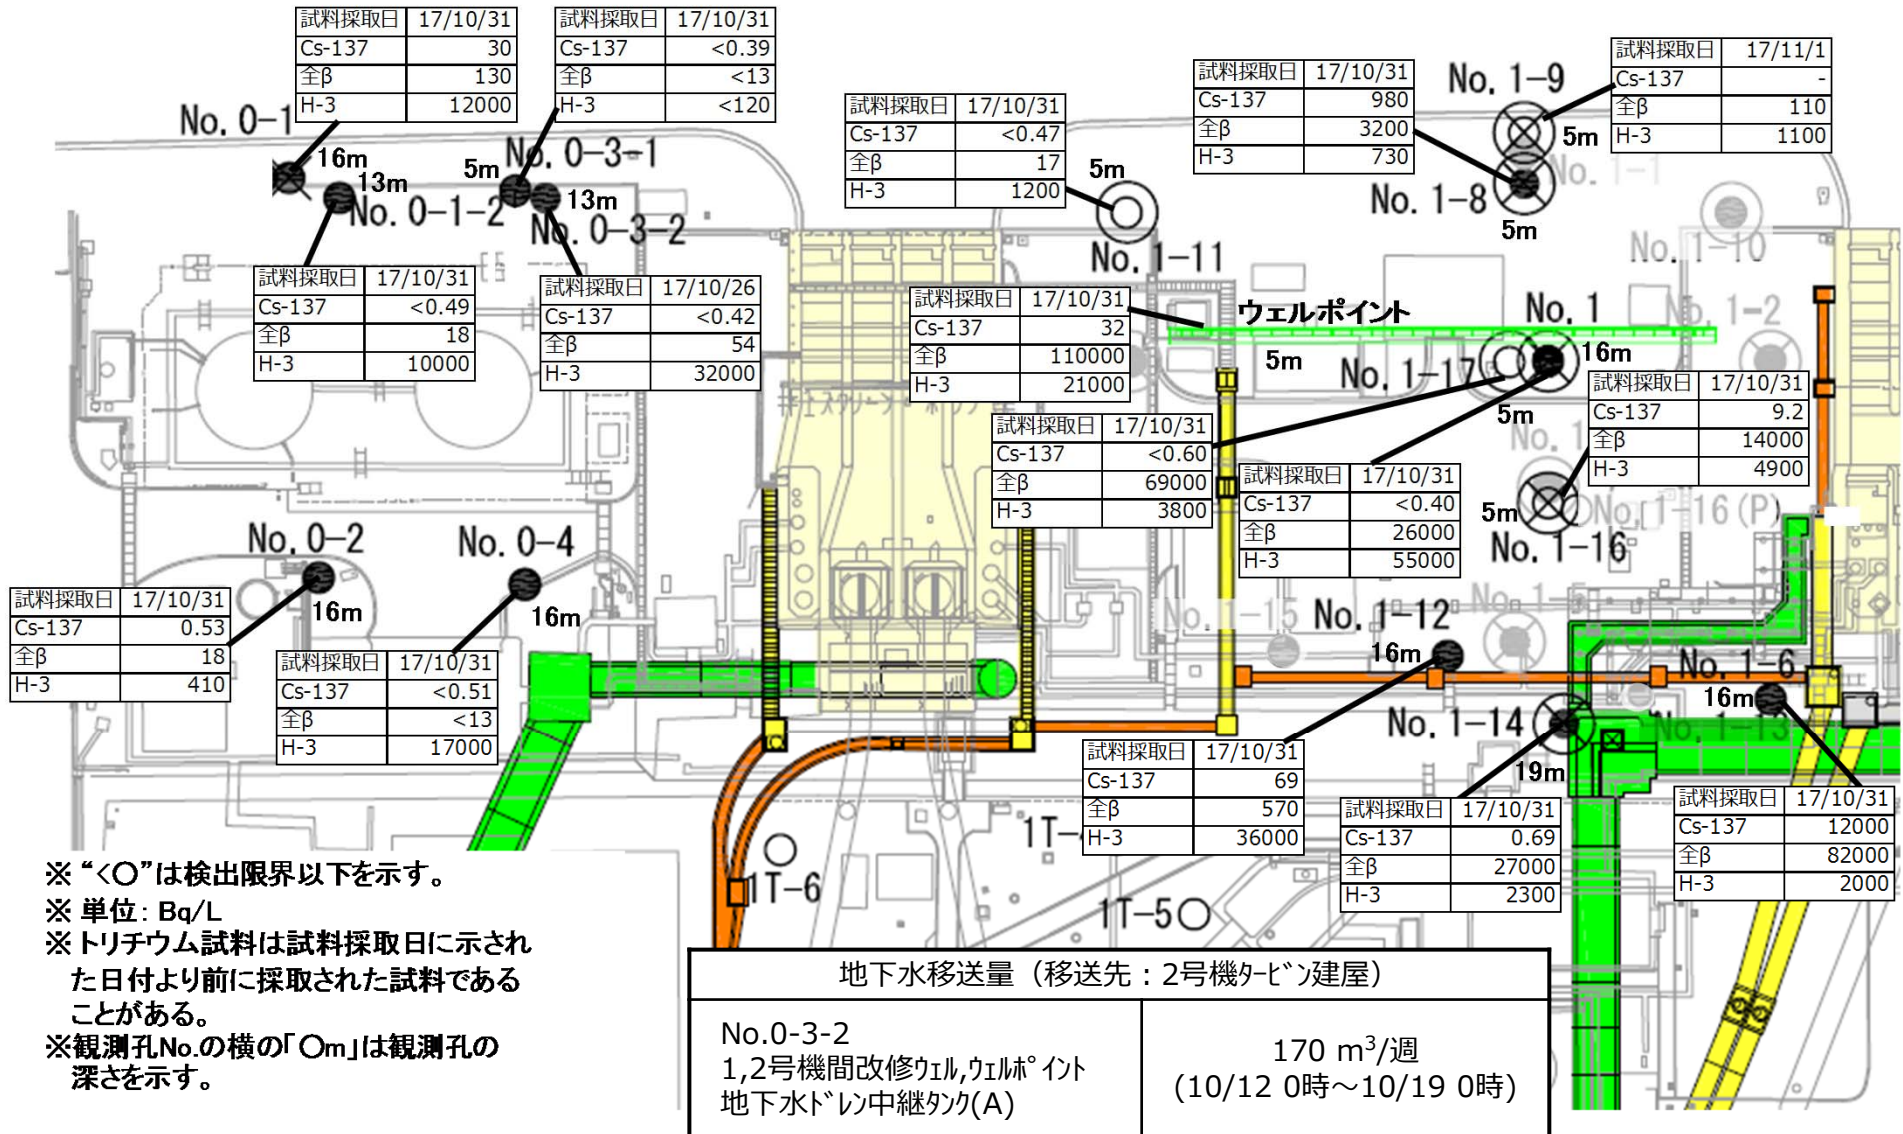 試料採取日 17/10/31
Cs-137 30
全β 130
H-3 12000
試料採取日 17/10/31
Cs-137 <0.39
全β <13
H-3 <120
試料採取日 17/10/31
Cs-137 <0.47
全β 17
H-3 1200
試料採取日 17/10/31
Cs-137 980
全β 3200
H-3 730
試料採取日 17/11/1
Cs-137 -
全β 110
H-3 1100
No. 0-1
16m
13m
No. 0-1-2
5m
No. 0-3-1
13m
No. 0-3-2
5m
No. 1-11
No. 1-9
5m
No. 1-1
No. 1-8
5m
No. 1-10
試料採取日 17/10/31
Cs-137 <0.49
全β 18
H-3 10000
試料採取日 17/10/26
Cs-137 <0.42
全β 54
H-3 32000
試料採取日 17/10/31
Cs-137 32
全β 110000
H-3 21000
ウェルポイント
5m
No. 1
16m
No. 1-2
No. 1-17
5m
試料採取日 17/10/31
Cs-137 9.2
全β 14000
H-3 4900
試料採取日 17/10/31
Cs-137 <0.60
全β 69000
H-3 3800
試料採取日 17/10/31
Cs-137 <0.40
全β 26000
H-3 55000
5m
No. 1-16(P)
No. 1-16
No. 0-2
16m
No. 0-4
16m
試料採取日 17/10/31
Cs-137 0.53
全β 18
H-3 410
試料採取日 17/10/31
Cs-137 <0.51
全β <13
H-3 17000
No. 1-15
No. 1-12
16m
No. 1-5
No. 1-6
16m
No. 1-14
19m
No. 1-13
試料採取日 17/10/31
Cs-137 69
全β 570
H-3 36000
試料採取日 17/10/31
Cs-137 0.69
全β 27000
H-3 2300
試料採取日 17/10/31
Cs-137 12000
全β 82000
H-3 2000
1T-6
1T-5
※ “<〇”は検出限界以下を示す。
※ 単位: Bq/L
※トリチウム試料は試料採取日に示され
た日付より前に採取された試料である
ことがある。
※観測孔No.の横の「〇m」は観測孔の
深さを示す。
地下水移送量（移送先：2号機ﾀｰﾋﾞﾝ建屋）
No.0-3-2
1,2号機間改修ｳｪﾙ,ｳｪﾙﾎﾟｲﾝﾄ
地下水ﾄﾞﾚﾝ中継ﾀﾝｸ(A)
170 m³/週
(10/12 0時～10/19 0時)